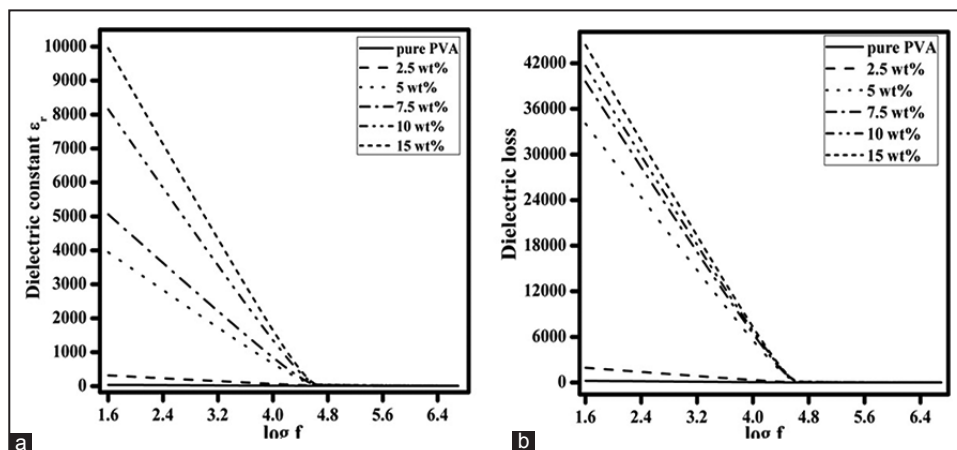 a
Dielectric constant εr
10000
9000
8000
7000
6000
5000
4000
3000
2000
1000
0
1.6 2.4 3.2 4.0 4.8 5.6 6.4
log f
pure PVA
2.5 wt%
5 wt%
7.5 wt%
10 wt%
15 wt%
b
Dielectric loss
42000
36000
30000
24000
18000
12000
6000
0
1.6 2.4 3.2 4.0 4.8 5.6 6.4
log f
pure PVA
2.5 wt%
5 wt%
7.5 wt%
10 wt%
15 wt%